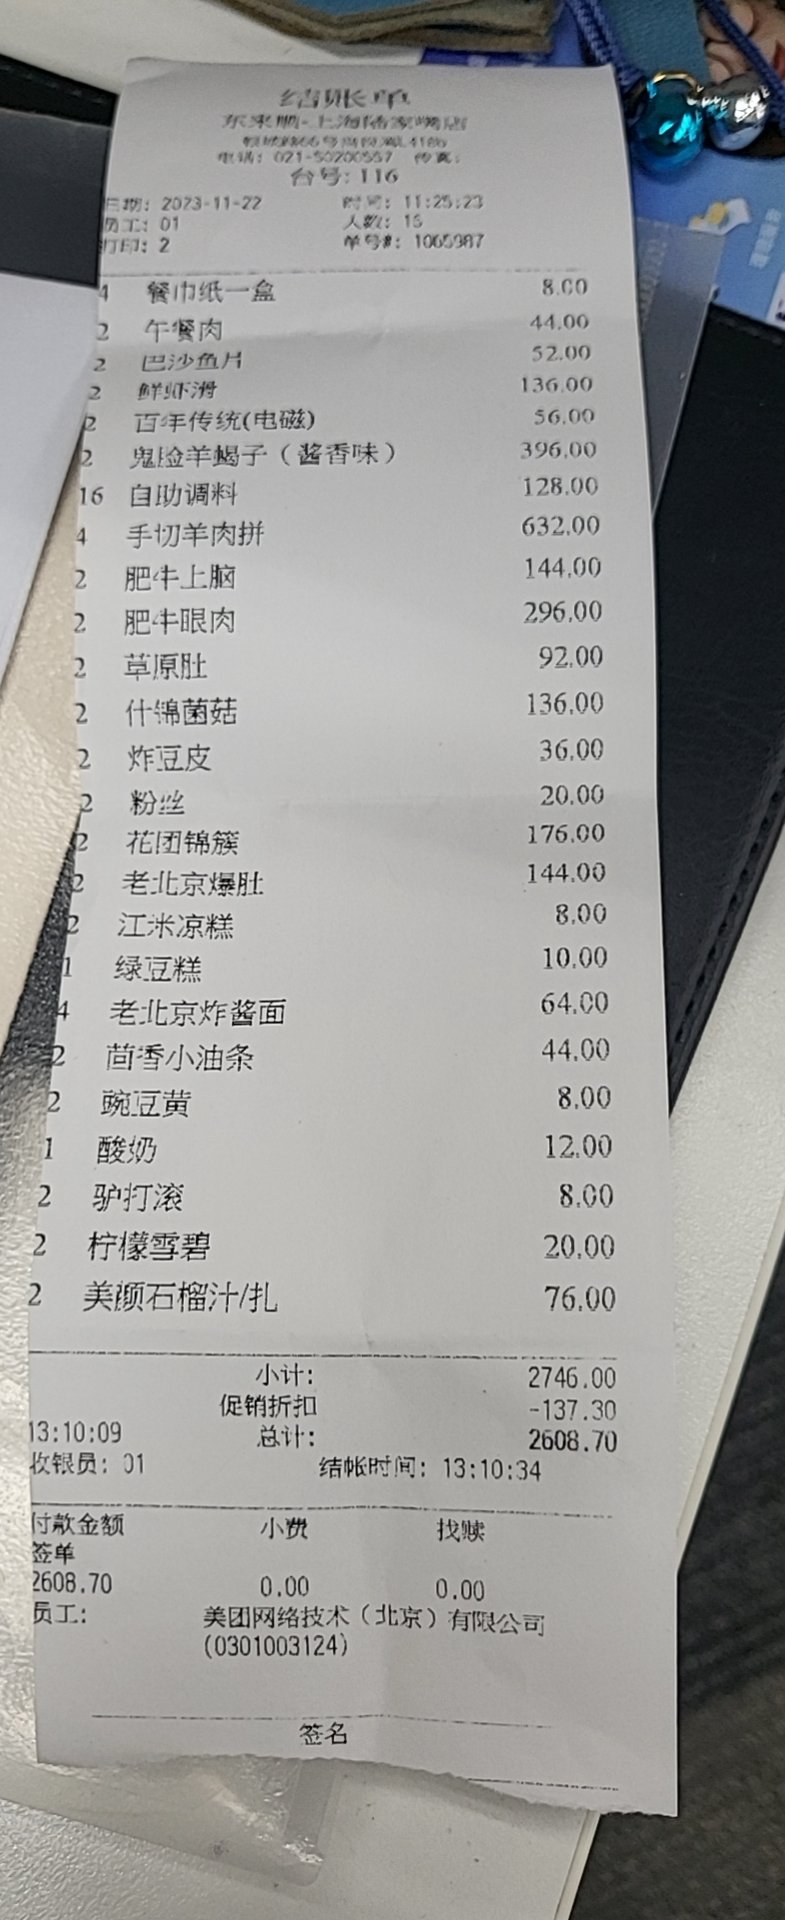 结账单
东来顺-上海陆家嘴店
电话: 021-50200557 传真:
台号: 116
日期: 2023-11-22 时间: 11:25:23
员工: 01 人数: 16
打印: 2 单号#: 1065987
4 餐巾纸一盒 8.00
2 午餐肉 44.00
2 巴沙鱼片 52.00
2 鲜虾滑 136.00
2 百年传统(电磁) 56.00
2 鬼脸羊蝎子（酱香味） 396.00
16 自助调料 128.00
4 手切羊肉拼 632.00
2 肥牛上脑 144.00
2 肥牛眼肉 296.00
2 草原肚 92.00
2 什锦菌菇 136.00
2 炸豆皮 36.00
2 粉丝 20.00
2 花团锦簇 176.00
2 老北京爆肚 144.00
2 江米凉糕 8.00
1 绿豆糕 10.00
4 老北京炸酱面 64.00
2 茴香小油条 44.00
2 豌豆黄 8.00
1 酸奶 12.00
2 驴打滚 8.00
2 柠檬雪碧 20.00
2 美颜石榴汁/扎 76.00
小计: 2746.00
促销折扣 -137.30
13:10:09 总计: 2608.70
收银员: 01 结帐时间: 13:10:34
付款金额 小费 找赎
签单
2608.70 0.00 0.00
员工: 美团网络技术（北京）有限公司
(0301003124)
签名